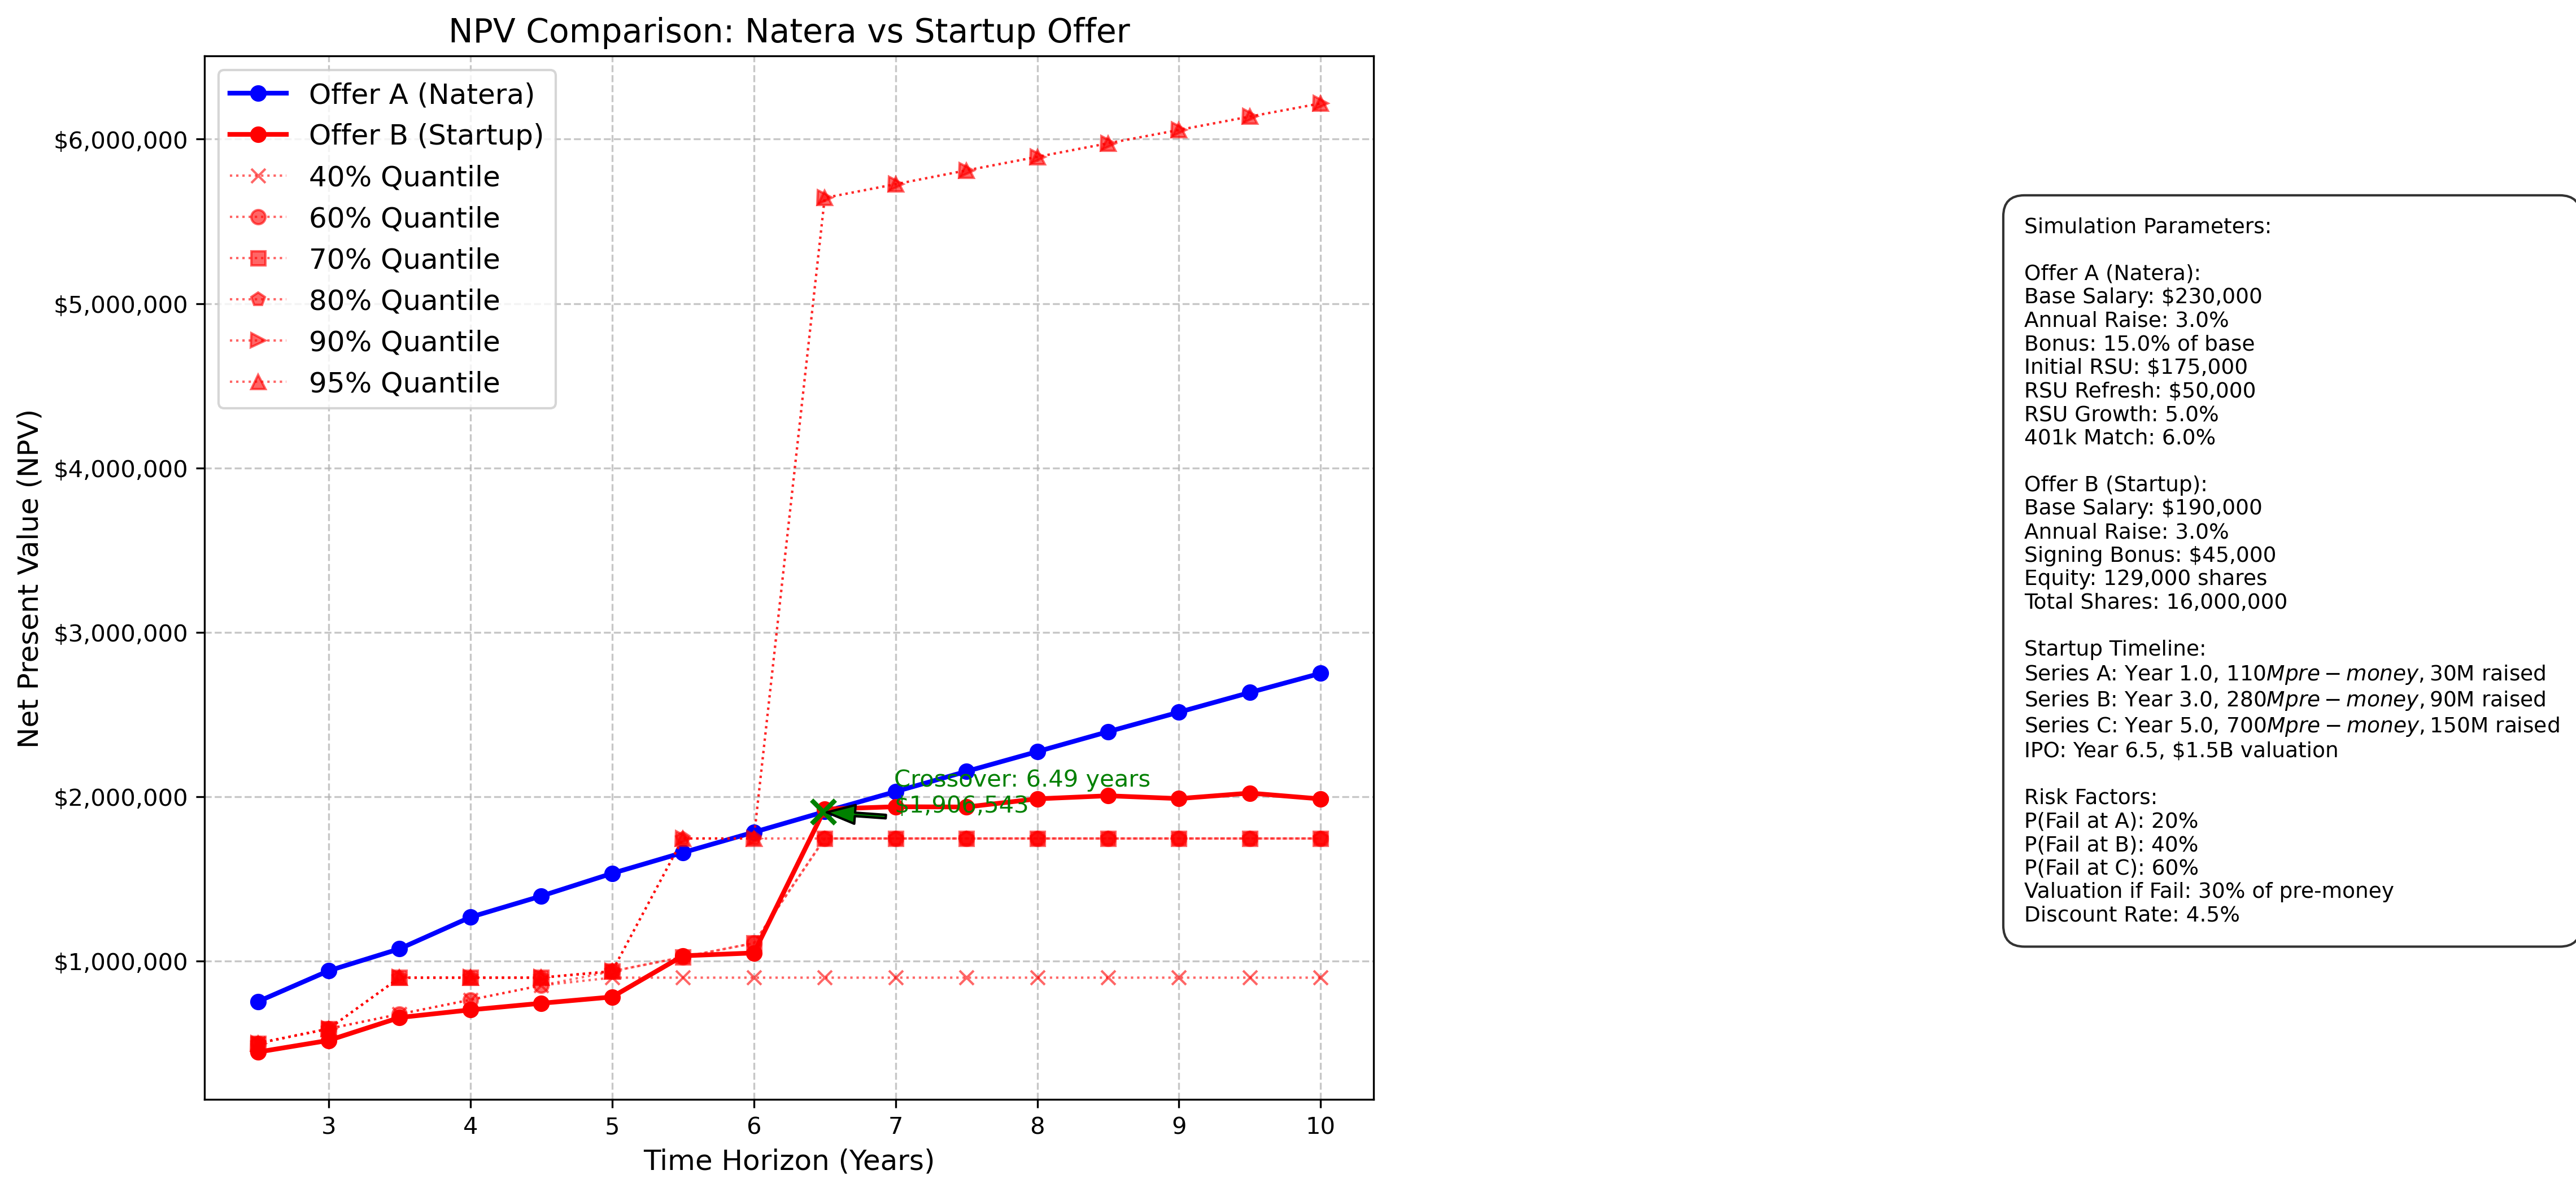 NPV Comparison: Natera vs Startup Offer
Offer A (Natera)
Offer B (Startup)
40% Quantile
60% Quantile
70% Quantile
80% Quantile
90% Quantile
95% Quantile
Net Present Value (NPV)
$6,000,000
$5,000,000
$4,000,000
$3,000,000
$2,000,000
$1,000,000
Crossover: 6.49 years
$1,906,543
3 4 5 6 7 8 9 10
Time Horizon (Years)
Simulation Parameters:
Offer A (Natera):
Base Salary: $230,000
Annual Raise: 3.0%
Bonus: 15.0% of base
Initial RSU: $175,000
RSU Refresh: $50,000
RSU Growth: 5.0%
401k Match: 6.0%
Offer B (Startup):
Base Salary: $190,000
Annual Raise: 3.0%
Signing Bonus: $45,000
Equity: 129,000 shares
Total Shares: 16,000,000
Startup Timeline:
Series A: Year 1.0, 110Mpre − money, 30M raised
Series B: Year 3.0, 280Mpre − money, 90M raised
Series C: Year 5.0, 700Mpre − money, 150M raised
IPO: Year 6.5, $1.5B valuation
Risk Factors:
P(Fail at A): 20%
P(Fail at B): 40%
P(Fail at C): 60%
Valuation if Fail: 30% of pre-money
Discount Rate: 4.5%